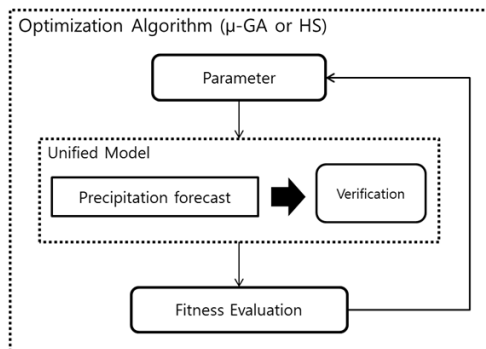 Optimization Algorithm (μ-GA or HS)
Parameter
Unified Model
Precipitation forecast
Verification
Fitness Evaluation